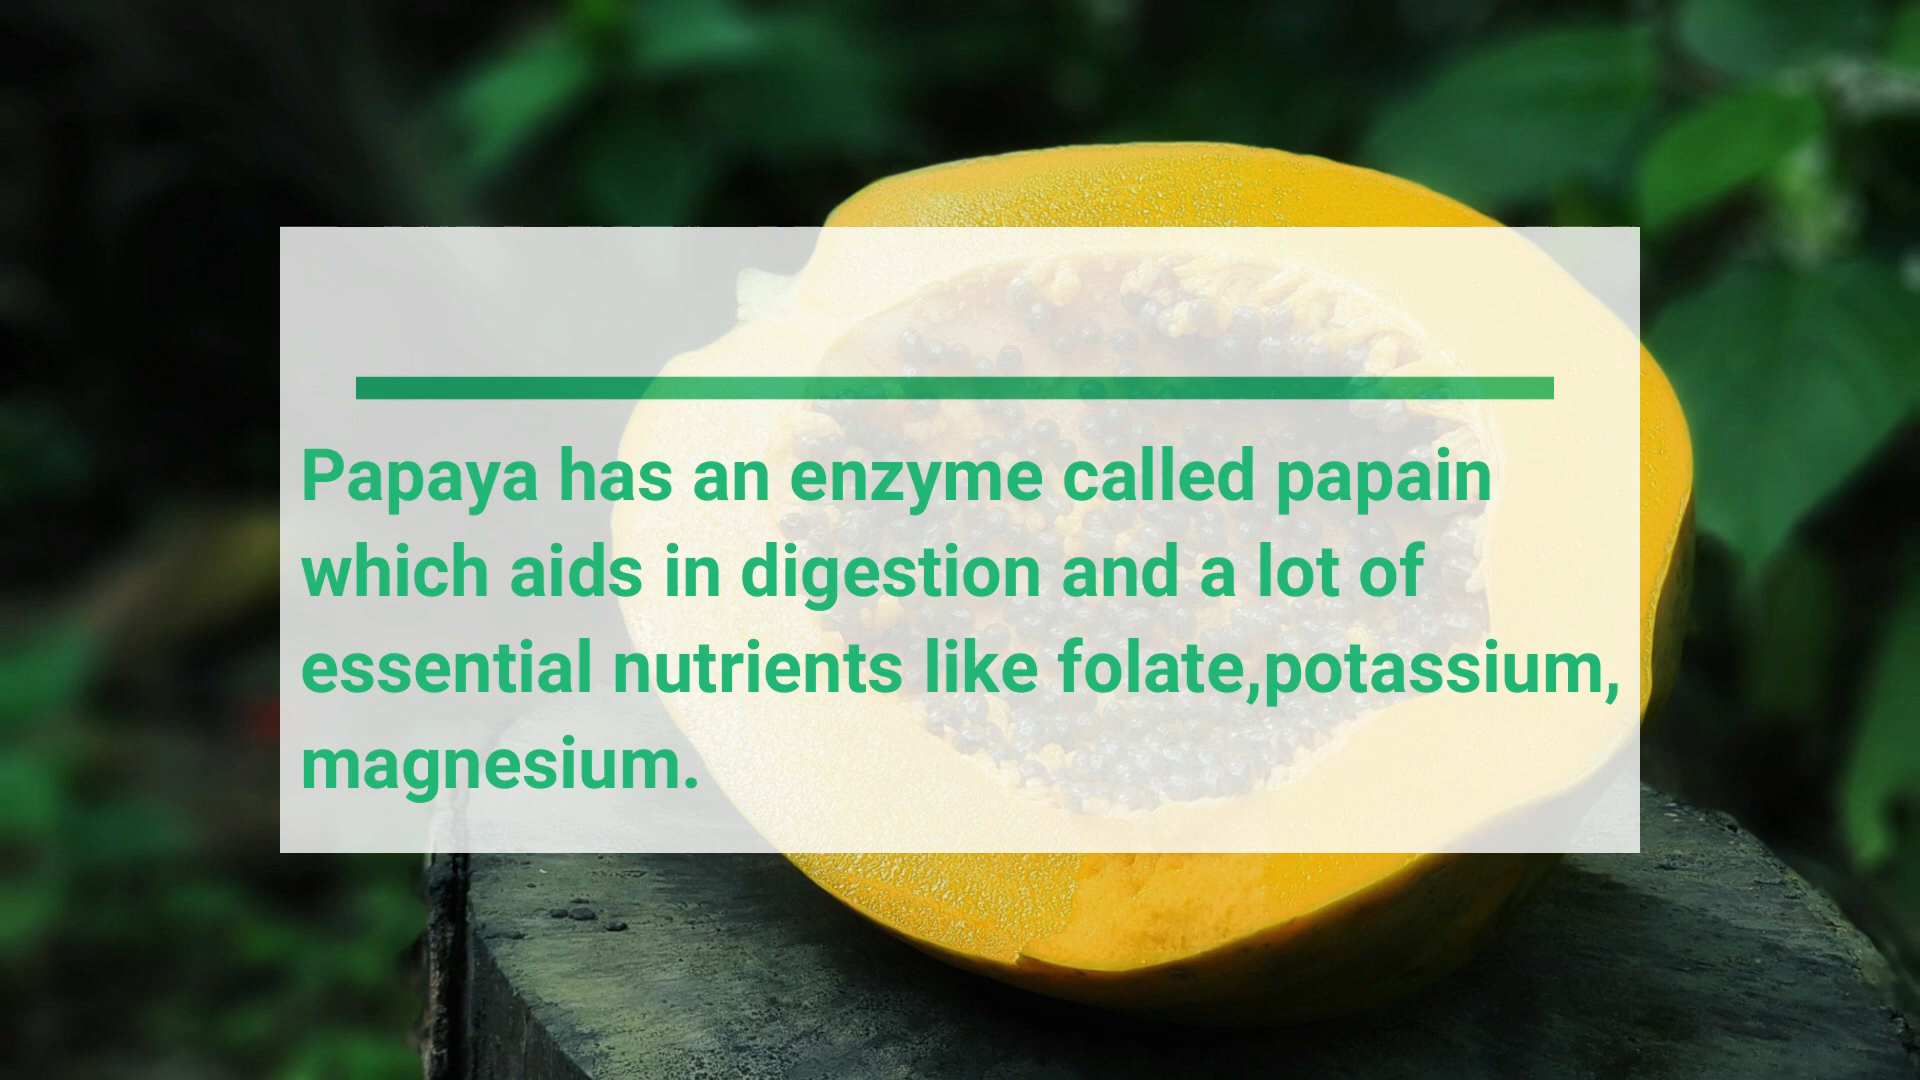 Papaya has an enzyme called papain
which aids in digestion and a lot of
essential nutrients like folate,potassium,
magnesium.